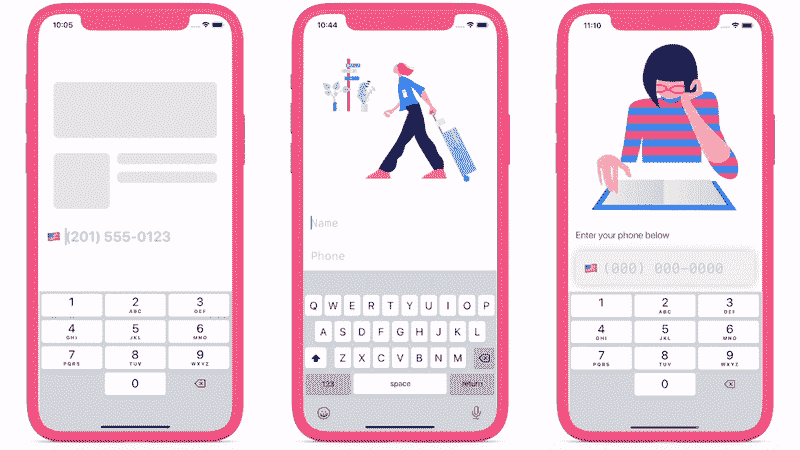 10:05
(201) 555-0123
1
2 ABC
3 DEF
4 GHI
5 JKL
6 MNO
7 PQRS
8 TUV
9 WXYZ
0
10:44
Name
Phone
Q W E R T Y U I O P
A S D F G H J K L
Z X C V B N M
123 space return
11:10
Enter your phone below
(000) 000-0000
1
2 ABC
3 DEF
4 GHI
5 JKL
6 MNO
7 PQRS
8 TUV
9 WXYZ
0